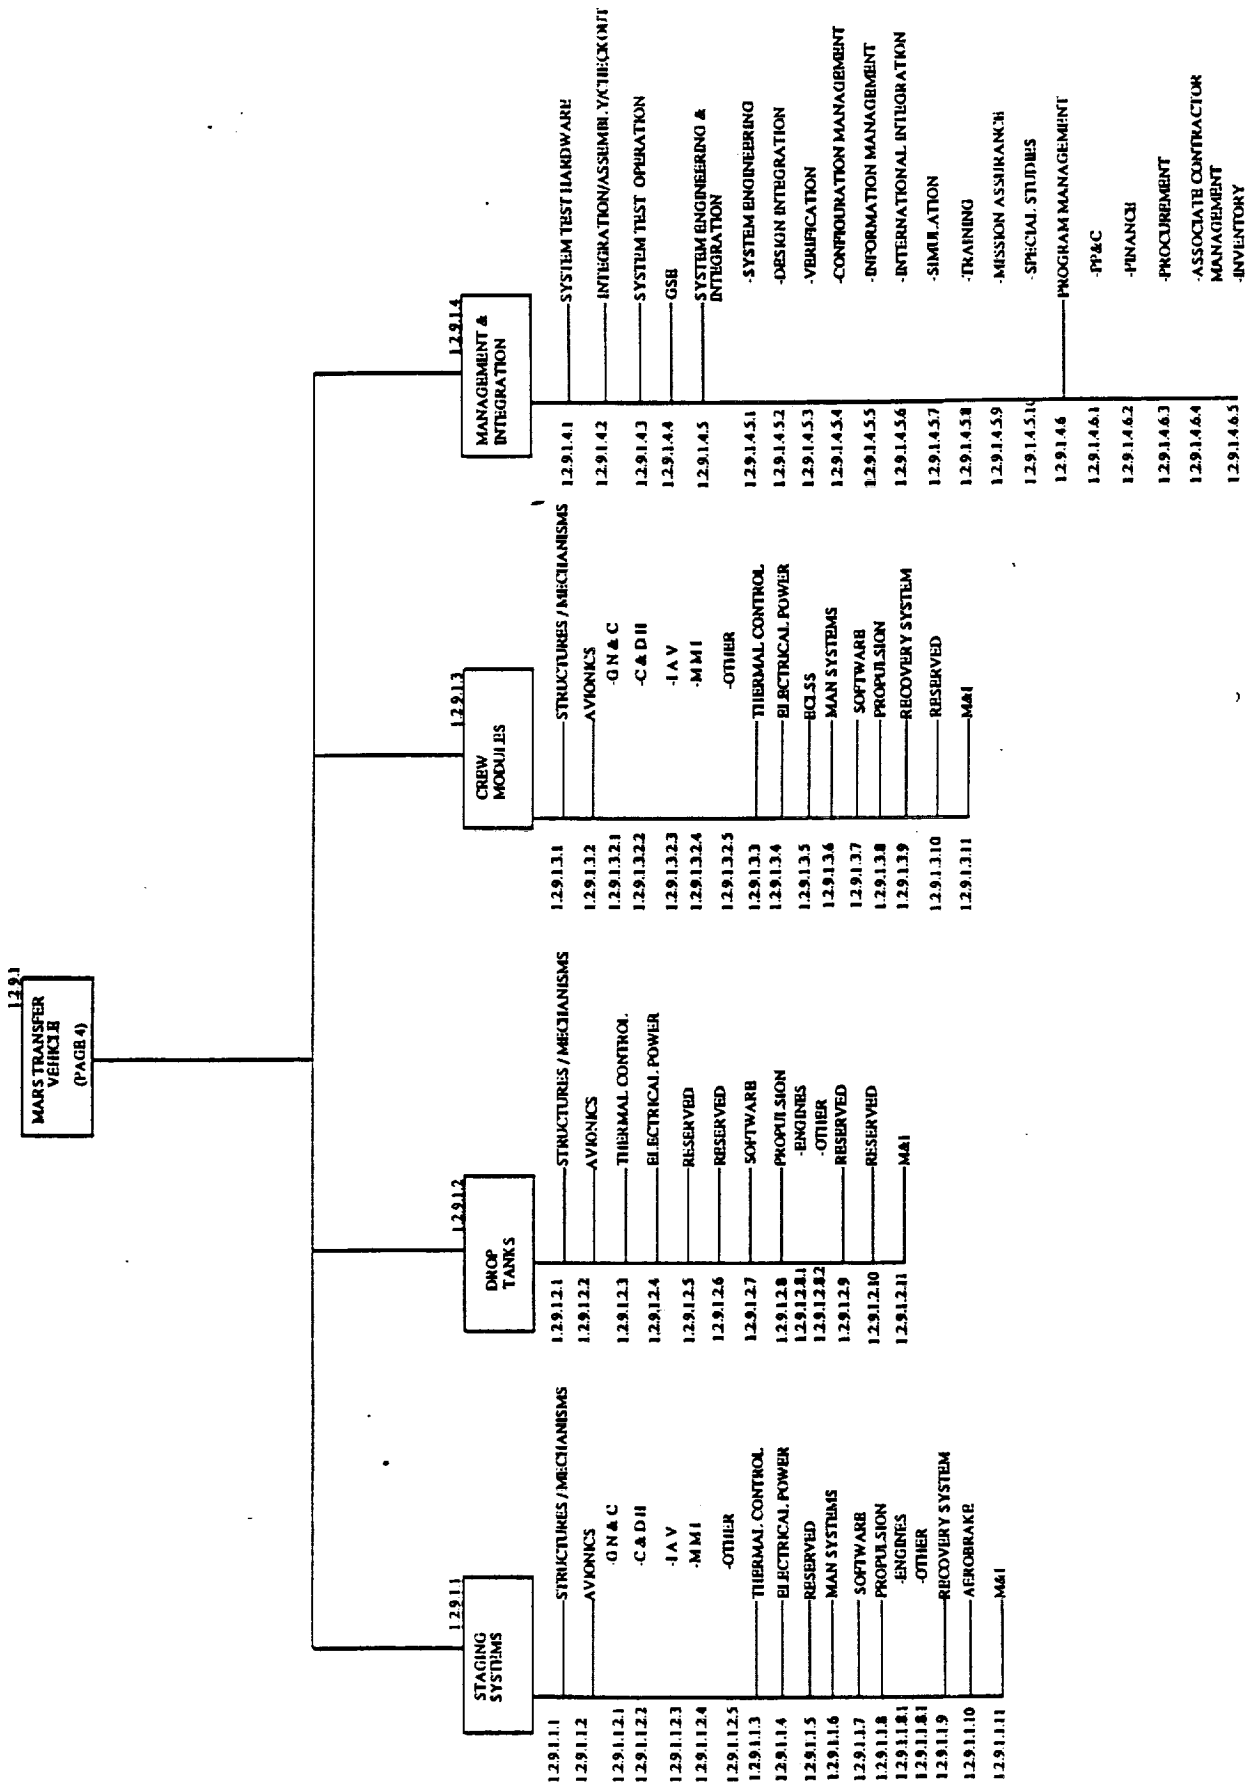 1.2.9.1
MARS TRANSFER
VEHICLE
(PAGE 4)
1.2.9.1.1
STAGING
SYSTEMS
1.2.9.1.1.1 STRUCTURES / MECHANISMS
1.2.9.1.1.2 AVIONICS
1.2.9.1.1.2.1 -G N & C
1.2.9.1.1.2.2 -C & D H
1.2.9.1.1.2.3 -I A V
1.2.9.1.1.2.4 -M M I
1.2.9.1.1.2.5 -OTHER
1.2.9.1.1.3 THERMAL CONTROL
1.2.9.1.1.4 ELECTRICAL POWER
1.2.9.1.1.5 RESERVED
1.2.9.1.1.6 MAN SYSTEMS
1.2.9.1.1.7 SOFTWARE
1.2.9.1.1.8 PROPULSION
1.2.9.1.1.8.1 -ENGINES
1.2.9.1.1.8.1 -OTHER
1.2.9.1.1.9 RECOVERY SYSTEM
1.2.9.1.1.10 AEROBRAKE
1.2.9.1.1.11 M&I
1.2.9.1.2
DROP
TANKS
1.2.9.1.2.1 STRUCTURES / MECHANISMS
1.2.9.1.2.2 AVIONICS
1.2.9.1.2.3 THERMAL CONTROL
1.2.9.1.2.4 ELECTRICAL POWER
1.2.9.1.2.5 RESERVED
1.2.9.1.2.6 RESERVED
1.2.9.1.2.7 SOFTWARE
1.2.9.1.2.8 PROPULSION
1.2.9.1.2.8.1 -ENGINES
1.2.9.1.2.8.2 -OTHER
1.2.9.1.2.9 RESERVED
1.2.9.1.2.10 RESERVED
1.2.9.1.2.11 M&I
1.2.9.1.3
CREW
MODULES
1.2.9.1.3.1 STRUCTURES / MECHANISMS
1.2.9.1.3.2 AVIONICS
1.2.9.1.3.2.1 -G N & C
1.2.9.1.3.2.2 -C & D H
1.2.9.1.3.2.3 -I A V
1.2.9.1.3.2.4 -M M I
1.2.9.1.3.2.5 -OTHER
1.2.9.1.3.3 THERMAL CONTROL
1.2.9.1.3.4 ELECTRICAL POWER
1.2.9.1.3.5 ECLSS
1.2.9.1.3.6 MAN SYSTEMS
1.2.9.1.3.7 SOFTWARE
1.2.9.1.3.8 PROPULSION
1.2.9.1.3.9 RECOVERY SYSTEM
1.2.9.1.3.10 RESERVED
1.2.9.1.3.11 M&I
1.2.9.1.4
MANAGEMENT &
INTEGRATION
1.2.9.1.4.1 SYSTEM TEST HARDWARE
1.2.9.1.4.2 INTEGRATION/ASSEMBLY/CHECKOUT
1.2.9.1.4.3 SYSTEM TEST OPERATION
1.2.9.1.4.4 GSE
1.2.9.1.4.5 SYSTEM ENGINEERING &
INTEGRATION
1.2.9.1.4.5.1 -SYSTEM ENGINEERING
1.2.9.1.4.5.2 -DESIGN INTEGRATION
1.2.9.1.4.5.3 -VERIFICATION
1.2.9.1.4.5.4 -CONFIGURATION MANAGEMENT
1.2.9.1.4.5.5 -INFORMATION MANAGEMENT
1.2.9.1.4.5.6 -INTERNATIONAL INTEGRATION
1.2.9.1.4.5.7 -SIMULATION
1.2.9.1.4.5.8 -TRAINING
1.2.9.1.4.5.9 -MISSION ASSURANCE
1.2.9.1.4.5.10 -SPECIAL STUDIES
1.2.9.1.4.6 PROGRAM MANAGEMENT
1.2.9.1.4.6.1 -PP&C
1.2.9.1.4.6.2 -FINANCE
1.2.9.1.4.6.3 -PROCUREMENT
1.2.9.1.4.6.4 -ASSOCIATE CONTRACTOR
MANAGEMENT
1.2.9.1.4.6.5 -INVENTORY